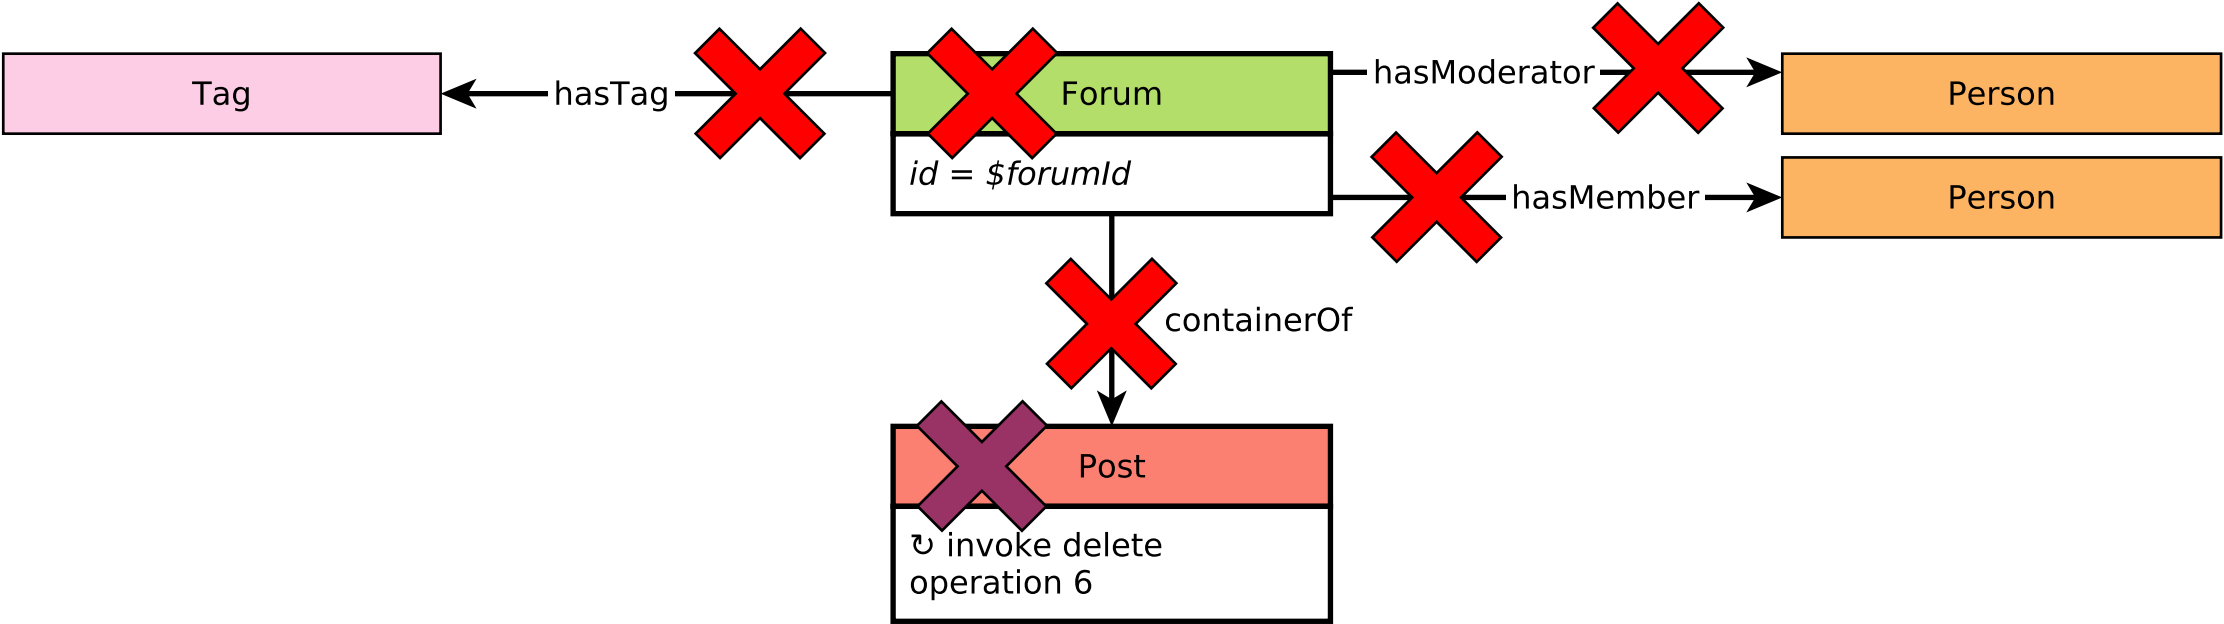 Tag
hasTag
Forum
id = $forumId
hasModerator
Person
hasMember
Person
containerOf
Post
↻ invoke delete
operation 6